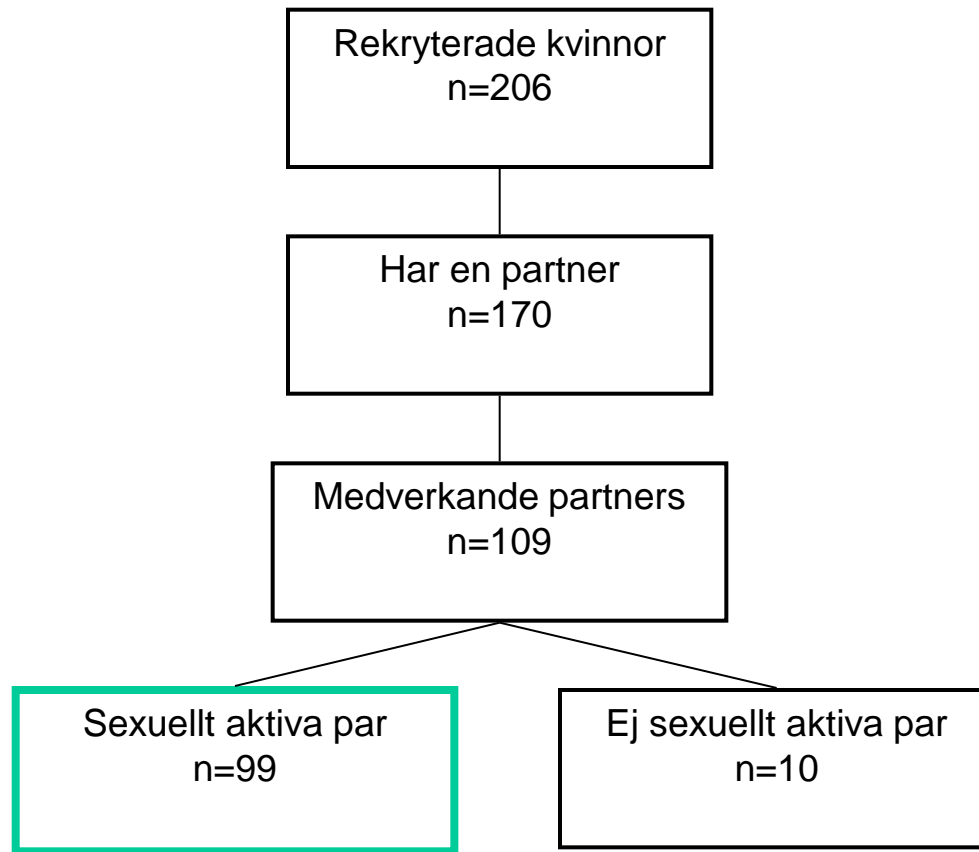 Rekryterade kvinnor
n=206
Har en partner
n=170
Medverkande partners
n=109
Sexuellt aktiva par
n=99
Ej sexuellt aktiva par
n=10